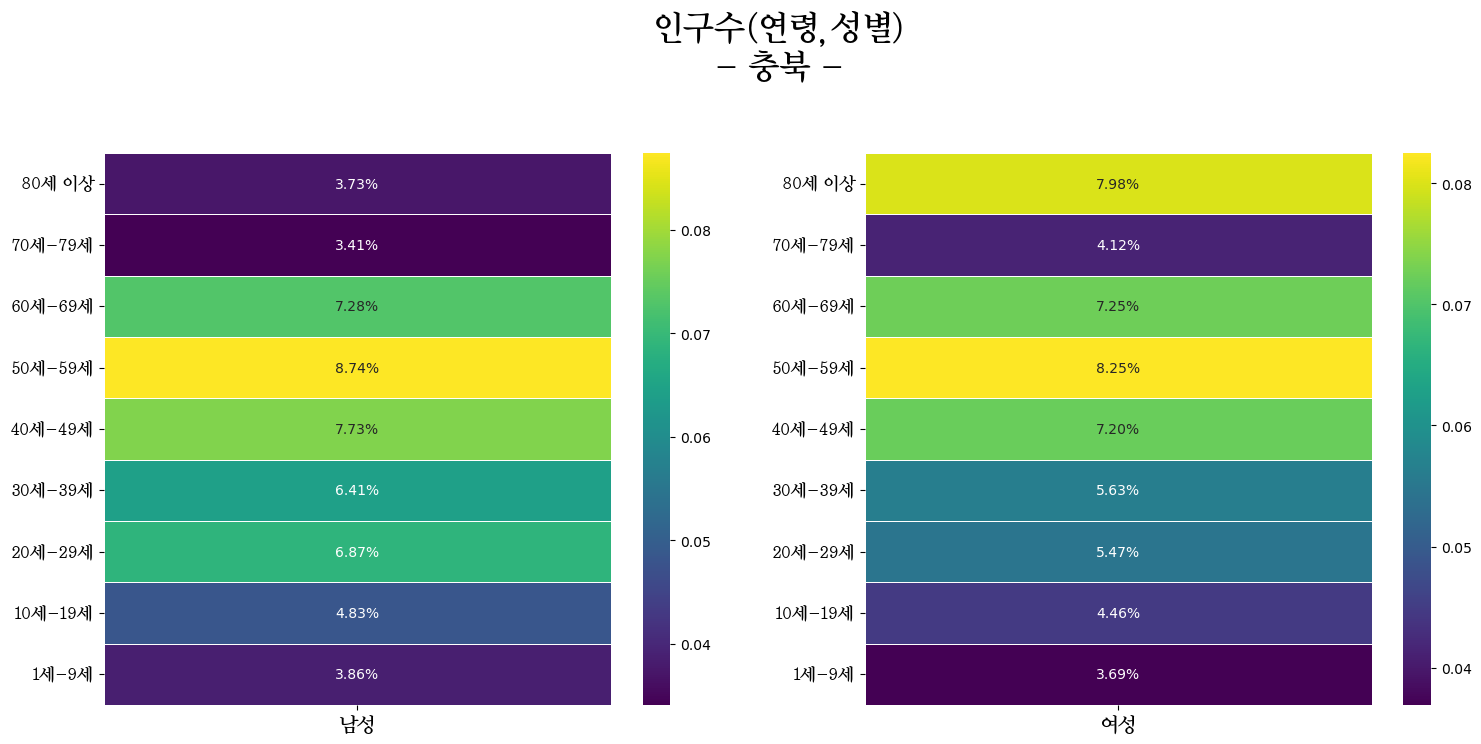 인구수(연령, 성별)
- 충북 -
80세 이상
3.73%
70세-79세
3.41%
60세-69세
7.28%
50세-59세
8.74%
40세-49세
7.73%
30세-39세
6.41%
20세-29세
6.87%
10세-19세
4.83%
1세-9세
3.86%
남성
0.08
0.07
0.06
0.05
0.04
80세 이상
7.98%
70세-79세
4.12%
60세-69세
7.25%
50세-59세
8.25%
40세-49세
7.20%
30세-39세
5.63%
20세-29세
5.47%
10세-19세
4.46%
1세-9세
3.69%
여성
0.08
0.07
0.06
0.05
0.04